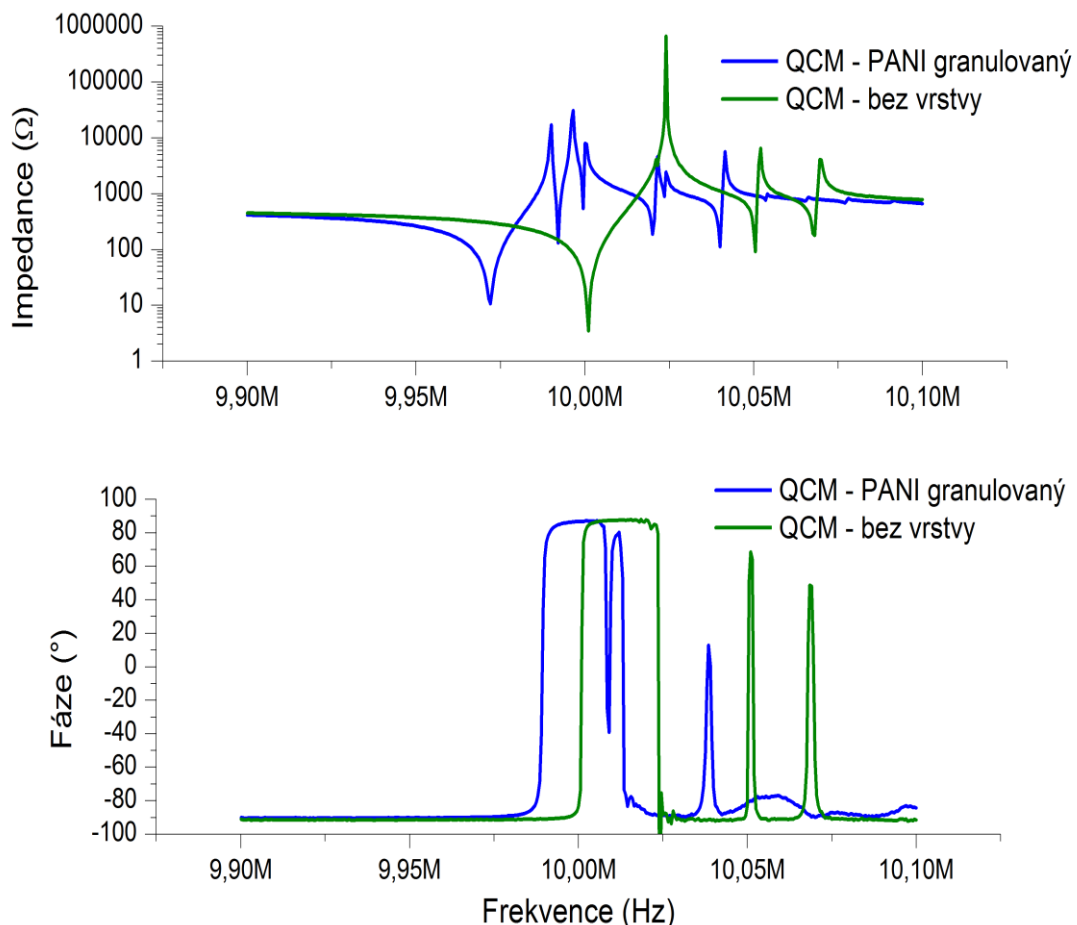 1000000
100000
10000
1000
100
10
1
Impedance (Ω)
QCM - PANI granulovaný
QCM - bez vrstvy
9,90M 9,95M 10,00M 10,05M 10,10M
100
80
60
40
20
0
-20
-40
-60
-80
-100
Fáze (°)
QCM - PANI granulovaný
QCM - bez vrstvy
9,90M 9,95M 10,00M 10,05M 10,10M
Frekvence (Hz)